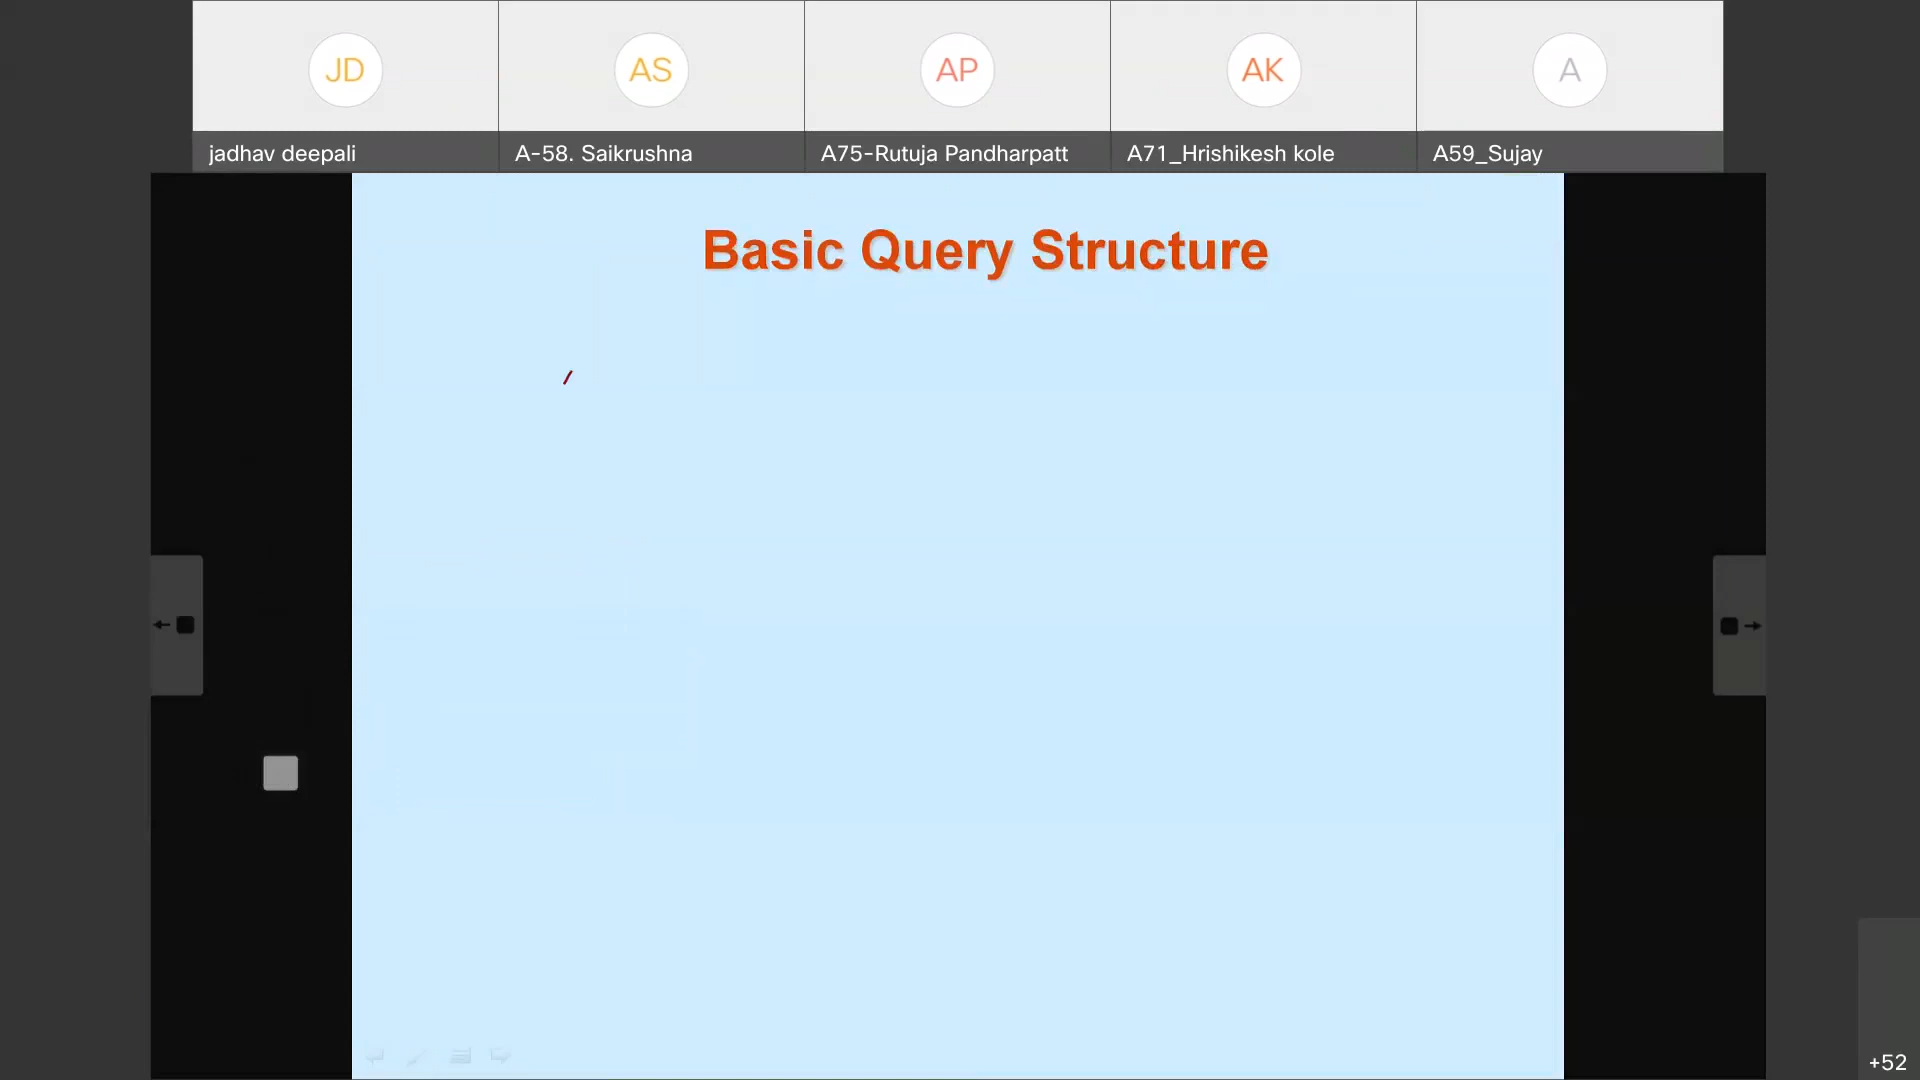 JD
AS
AP
AK
A
jadhav deepali
A-58. Saikrushna
A75-Rutuja Pandharpatt
A71_Hrishikesh kole
A59_Sujay
Basic Query Structure
+52